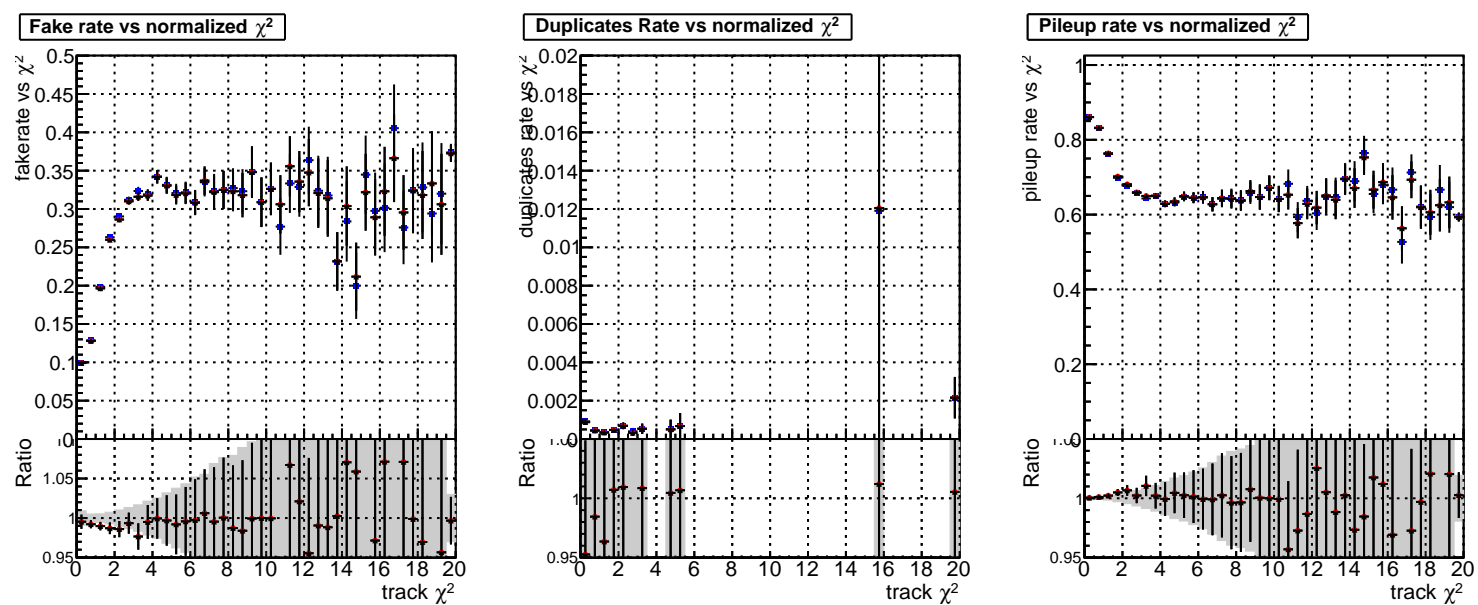 Fake rate vs normalized χ²
fakerate vs χ²
0.5
0.45
0.4
0.35
0.3
0.25
0.2
0.15
0.1
0.05
0
Ratio
1.05
1
0.95
0 2 4 6 8 10 12 14 16 18 20
track χ²
Duplicates Rate vs normalized χ²
duplicates rate vs χ²
0.02
0.018
0.016
0.014
0.012
0.01
0.008
0.006
0.004
0.002
0
Ratio
1
0.95
0 2 4 6 8 10 12 14 16 18 20
track χ²
Pileup rate vs normalized χ²
pileup rate vs χ²
1
0.8
0.6
0.4
0.2
0
Ratio
1
0.95
0 2 4 6 8 10 12 14 16 18 20
track χ²